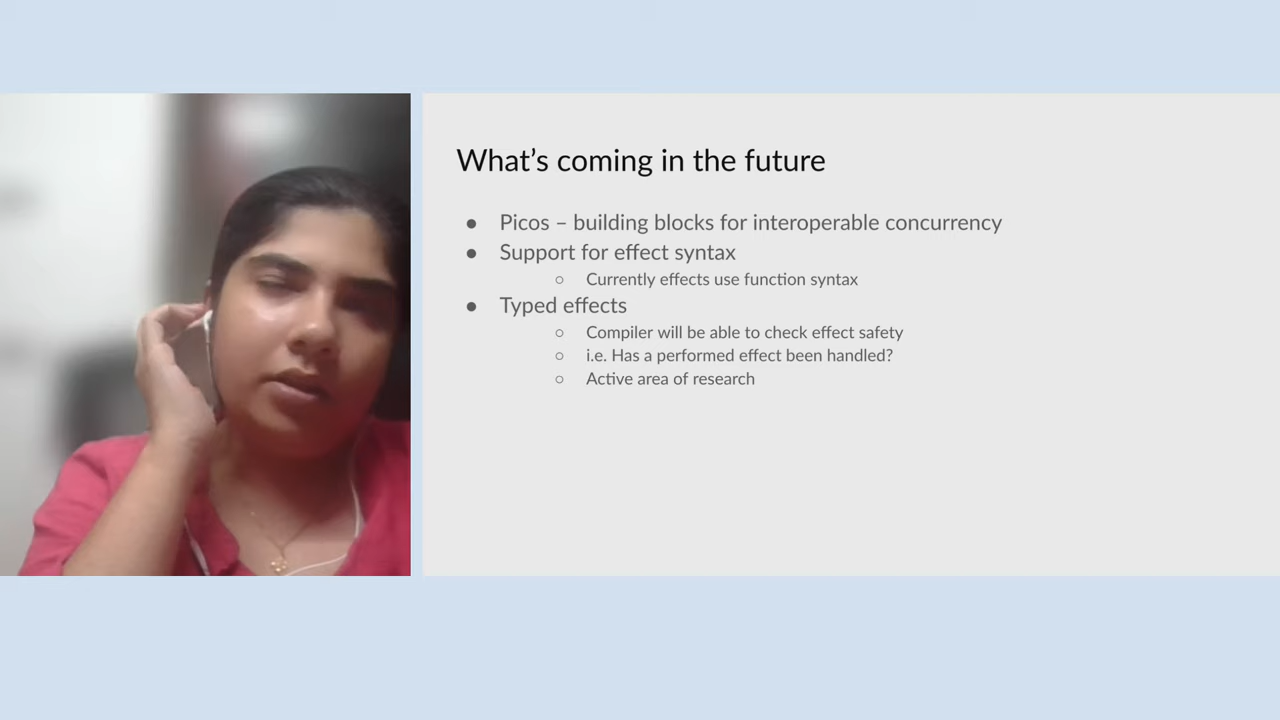 What’s coming in the future
● Picos – building blocks for interoperable concurrency
● Support for effect syntax
○ Currently effects use function syntax
● Typed effects
○ Compiler will be able to check effect safety
○ i.e. Has a performed effect been handled?
○ Active area of research